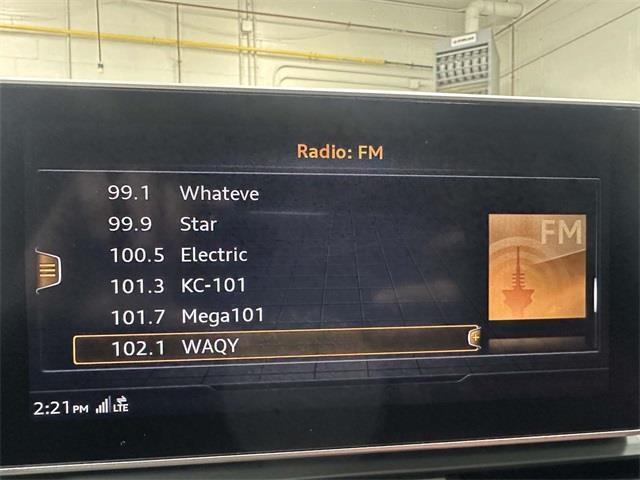 Radio: FM
99.1 Whateve
99.9 Star
100.5 Electric
101.3 KC-101
101.7 Mega101
102.1 WAQY
FM
2:21 PM LTE